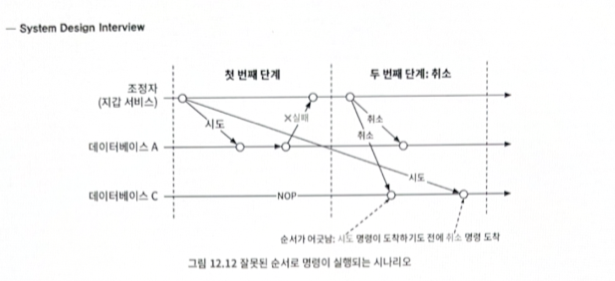 — System Design Interview
첫 번째 단계
두 번째 단계: 취소
조정자
(지갑 서비스)
시도
×실패
취소
취소
데이터베이스 A
시도
데이터베이스 C
NOP
순서가 어긋남: 시도 명령이 도착하기도 전에 취소 명령 도착
그림 12.12 잘못된 순서로 명령이 실행되는 시나리오